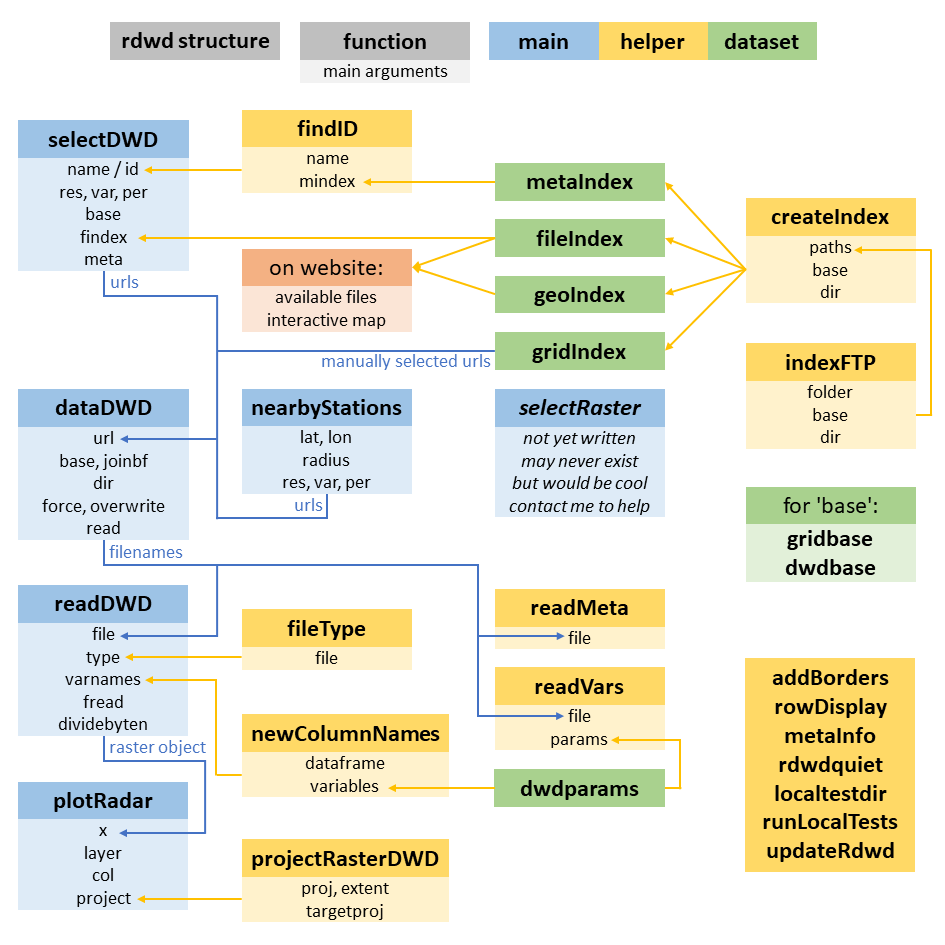 rdwd structure
function
main arguments
main
helper
dataset
selectDWD
name / id
res, var, per
base
findex
meta
urls
findID
name
mindex
on website:
available files
interactive map
metaIndex
fileIndex
geoIndex
gridIndex
manually selected urls
createIndex
paths
base
dir
indexFTP
folder
base
dir
dataDWD
url
base, joinbf
dir
force, overwrite
read
filenames
nearbyStations
lat, lon
radius
res, var, per
urls
selectRaster
not yet written
may never exist
but would be cool
contact me to help
for 'base':
gridbase
dwdbase
readDWD
file
type
varnames
fread
dividebyten
raster object
fileType
file
readMeta
file
readVars
file
params
newColumnNames
dataframe
variables
dwdparams
plotRadar
x
layer
col
project
projectRasterDWD
proj, extent
targetproj
addBorders
rowDisplay
metaInfo
rdwdquiet
localtestdir
runLocalTests
updateRdwd